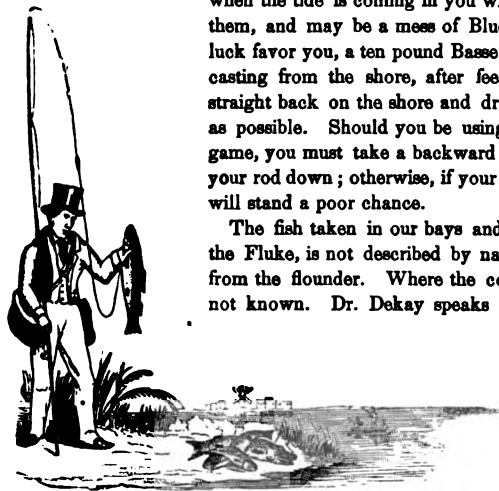 when the tide is coming in you w
them, and may be a mess of Blu
luck favor you, a ten pound Basse
casting from the shore, after fee
straight back on the shore and dr
as possible. Should you be using
game, you must take a backward
your rod down; otherwise, if your
will stand a poor chance.
The fish taken in our bays and
the Fluke, is not described by na
from the flounder. Where the co
not known. Dr. Dekay speaks